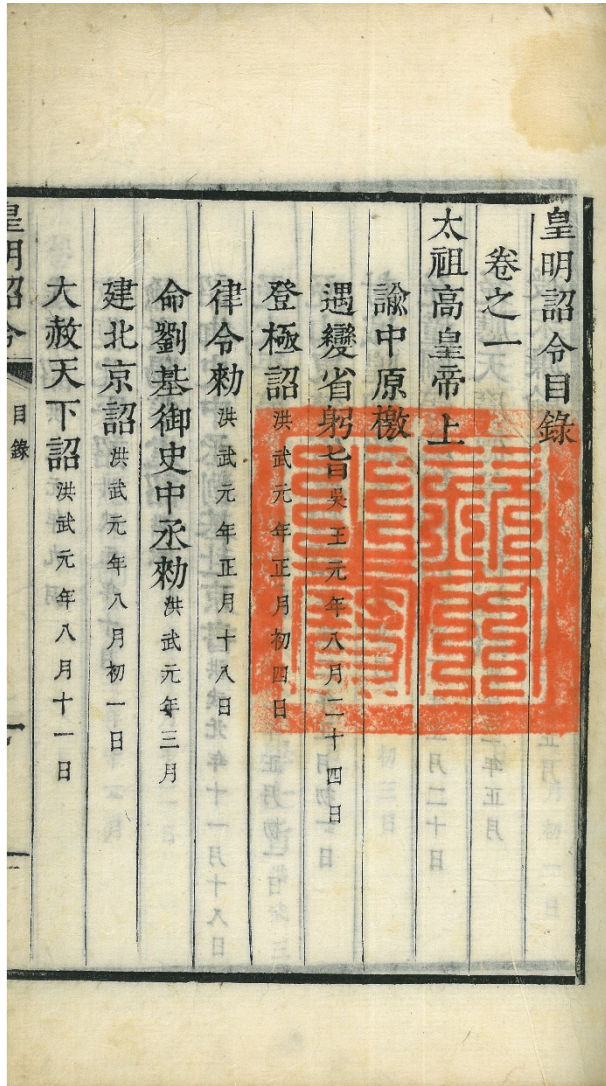 皇明詔令目錄
卷之一
太祖高皇帝上
諭中原檄
遇變省躬旨吳王元年八月二十四日
登極詔洪武元年正月初四日
律令勑洪武元年正月十八日
命劉基御史中丞勑洪武元年三月
建北京詔洪武元年八月初一日
大赦天下詔洪武元年八月十一日
皇明詔令 目錄 一